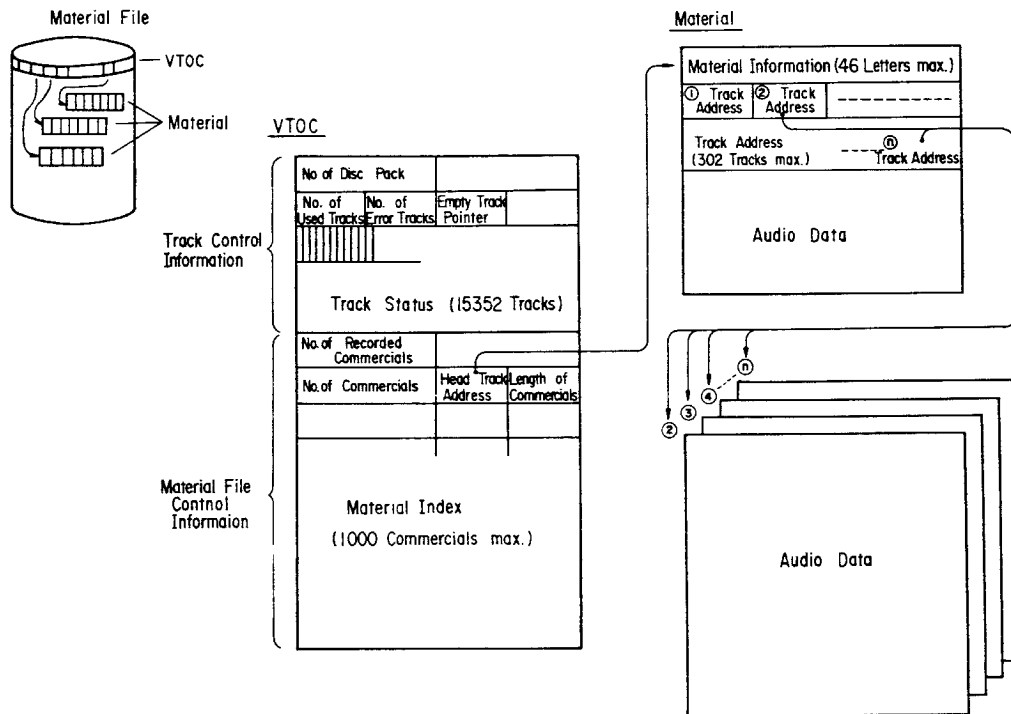 Material File
VTOC
Material
VTOC
Track Control
Information
No of Disc Pack
No. of
Used Tracks
No. of
Error Tracks
Empty Track
Pointer
Track Status (15352 Tracks)
Material File
Control
Informaion
No. of Recorded
Commercials
No. of Commercials
Head Track
Address
Length of
Commercials
Material Index
(1000 Commercials max.)
Material
Material Information (46 Letters max.)
① Track
Address
② Track
Address
Track Address
(302 Tracks max.)
ⓝ
Track Address
Audio Data
②
③
④
ⓝ
Audio Data